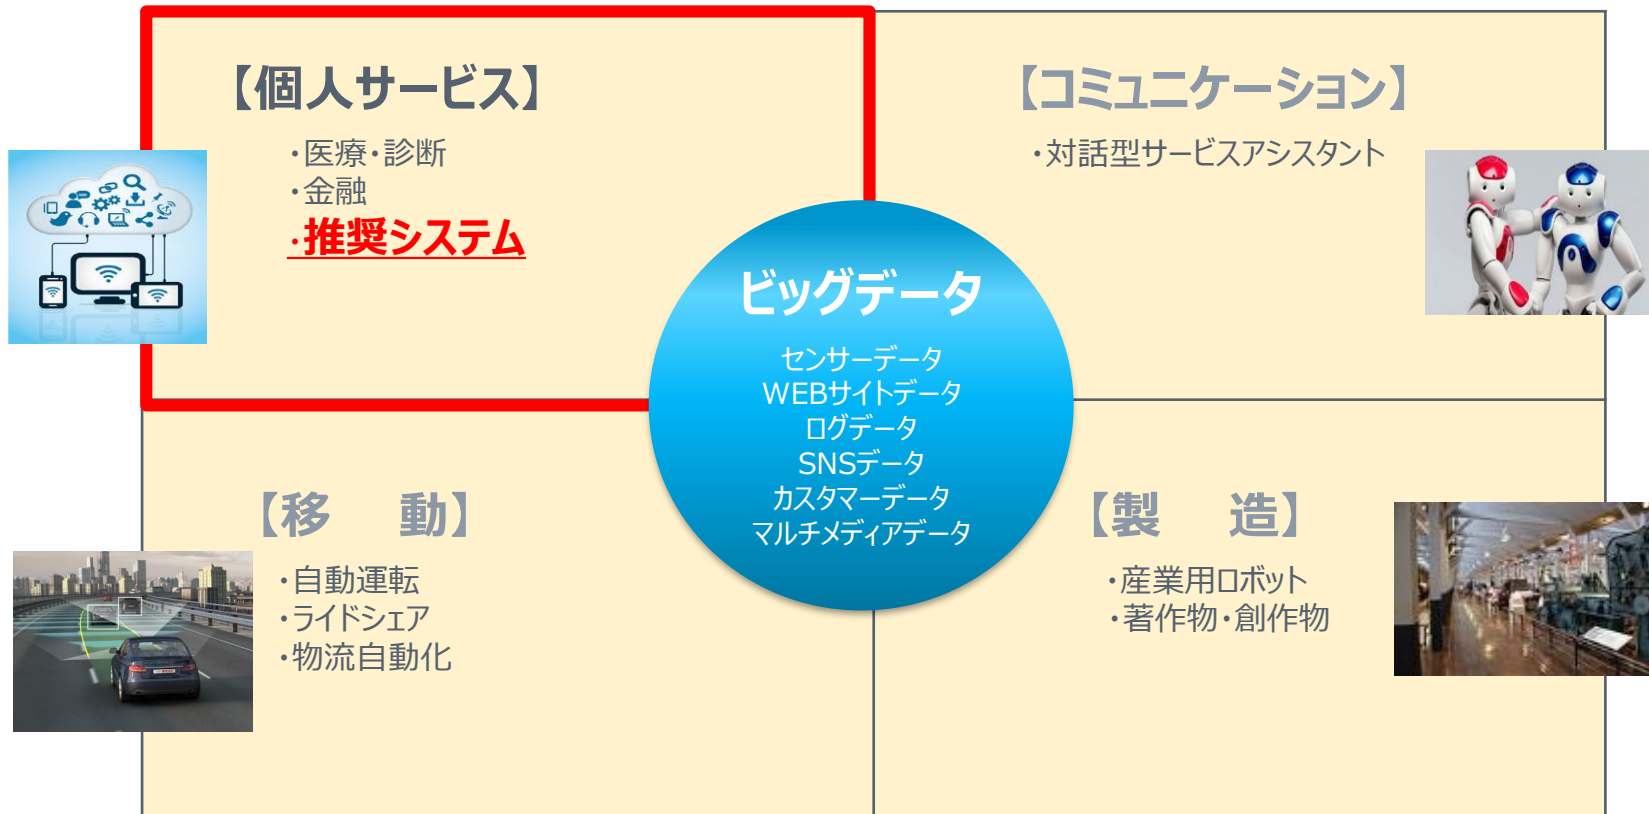 【個人サービス】
・医療・診断
・金融
・推奨システム
【コミュニケーション】
・対話型サービスアシスタント
ビッグデータ
センサーデータ
WEBサイトデータ
ログデータ
SNSデータ
カスタマーデータ
マルチメディアデータ
【移　動】
・自動運転
・ライドシェア
・物流自動化
【製　造】
・産業用ロボット
・著作物・創作物